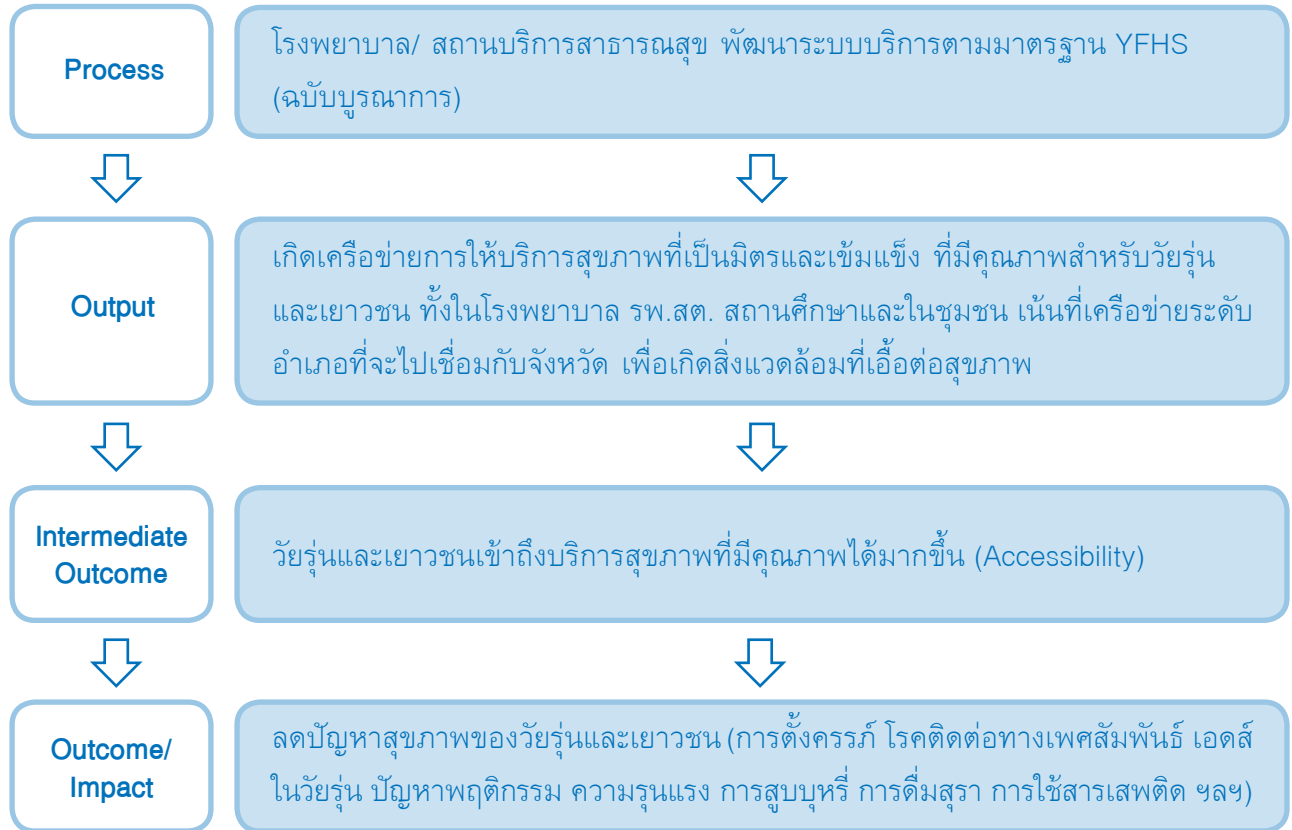 Process
โรงพยาบาล/ สถานบริการสาธารณสุข พัฒนาระบบบริการตามมาตรฐาน YFHS
(ฉบับบูรณาการ)
Output
เกิดเครือข่ายการให้บริการสุขภาพที่เป็นมิตรและเข้มแข็ง ที่มีคุณภาพสำหรับวัยรุ่น
และเยาวชน ทั้งในโรงพยาบาล รพ.สต. สถานศึกษาและในชุมชน เน้นที่เครือข่ายระดับ
อำเภอที่จะไปเชื่อมกับจังหวัด เพื่อเกิดสิ่งแวดล้อมที่เอื้อต่อสุขภาพ
Intermediate
Outcome
วัยรุ่นและเยาวชนเข้าถึงบริการสุขภาพที่มีคุณภาพได้มากขึ้น (Accessibility)
Outcome/
Impact
ลดปัญหาสุขภาพของวัยรุ่นและเยาวชน (การตั้งครรภ์ โรคติดต่อทางเพศสัมพันธ์ เอดส์
ในวัยรุ่น ปัญหาพฤติกรรม ความรุนแรง การสูบบุหรี่ การดื่มสุรา การใช้สารเสพติด ฯลฯ)